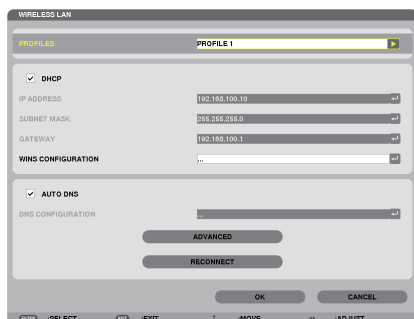 WIRELESS LAN
PROFILES PROFILE 1
DHCP
IP ADDRESS 192.168.100.10
SUBNET MASK 255.255.255.0
GATEWAY 192.168.100.1
WINS CONFIGURATION ...
AUTO DNS
DNS CONFIGURATION ...
ADVANCED
RECONNECT
OK CANCEL
ENTER :SELECT :EXIT :MOVE :ADJUST